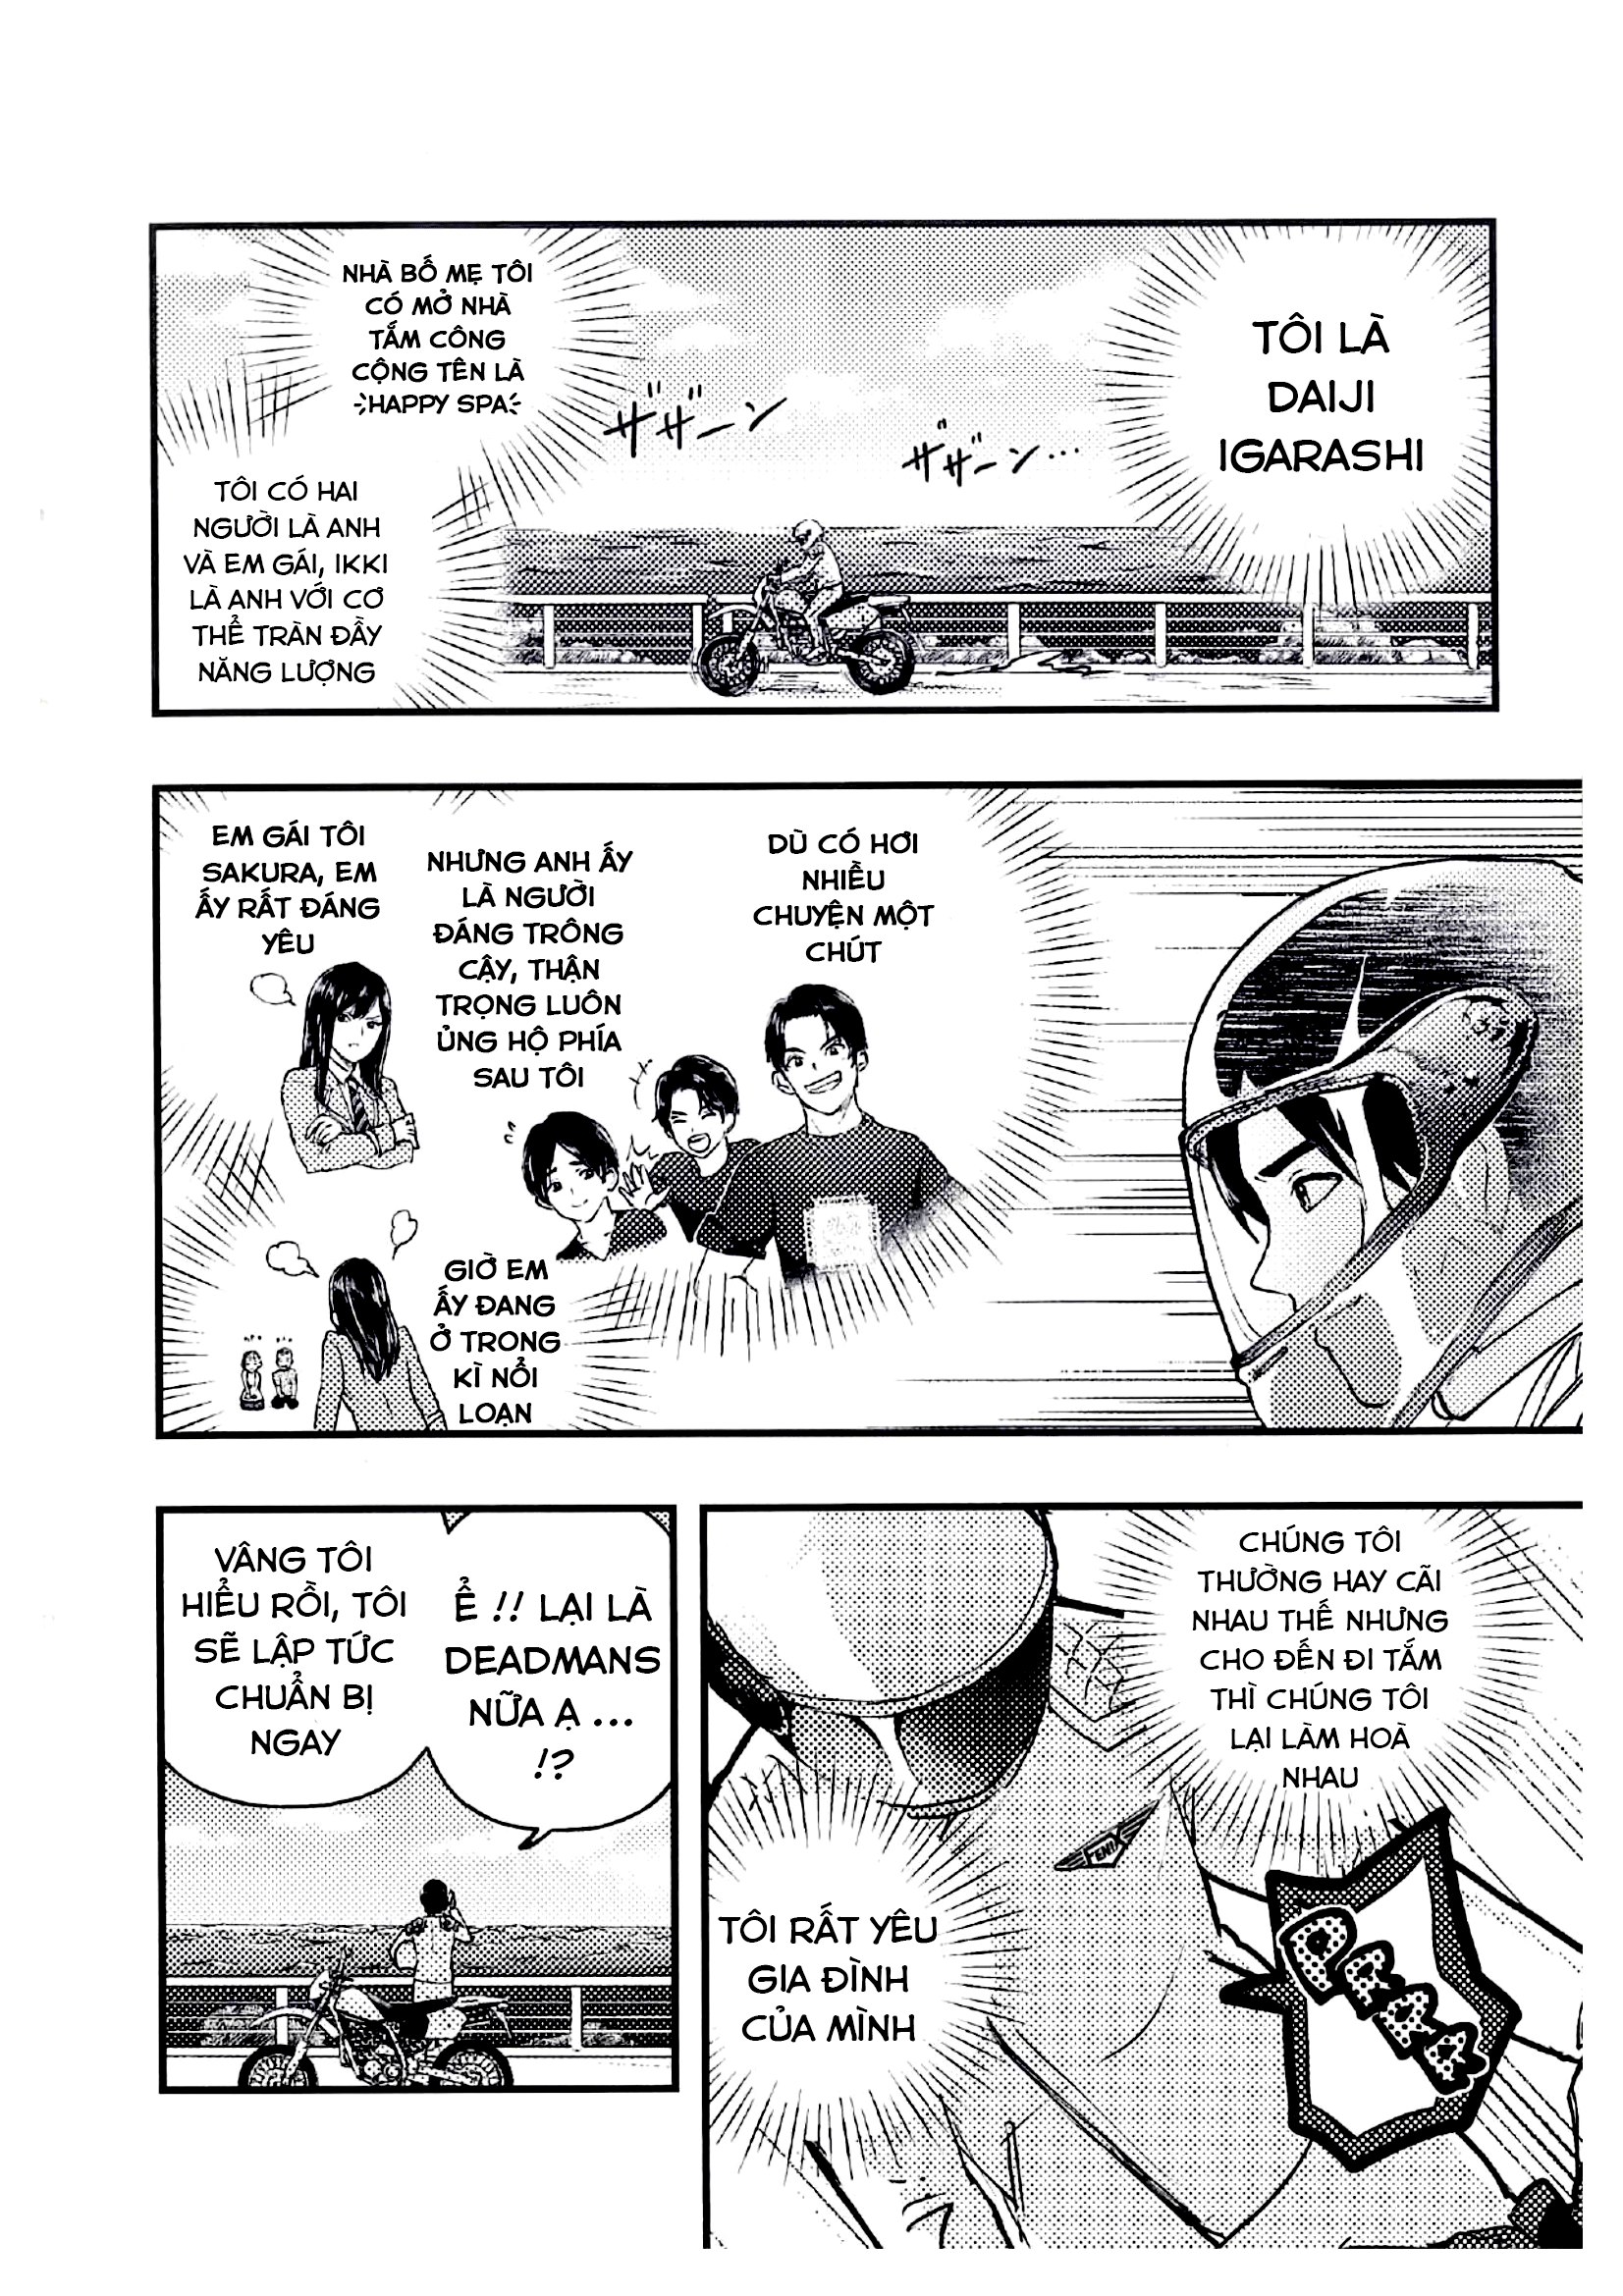 TÔI LÀ
DAIJI
IGARASHI
NHÀ BỐ MẸ TÔI
CÓ MỞ NHÀ
TẮM CÔNG
CỘNG TÊN LÀ
HAPPY SPA
ザザーン
ザザーン…
TÔI CÓ HAI
NGƯỜI LÀ ANH
VÀ EM GÁI, IKKI
LÀ ANH VỚI CƠ
THỂ TRÀN ĐẦY
NĂNG LƯỢNG
DÙ CÓ HƠI
NHIỀU
CHUYỆN MỘT
CHÚT
NHƯNG ANH ẤY
LÀ NGƯỜI
ĐÁNG TRÔNG
CẬY, THẬN
TRỌNG LUÔN
ỦNG HỘ PHÍA
SAU TÔI
EM GÁI TÔI
SAKURA, EM
ẤY RẤT ĐÁNG
YÊU
GIỜ EM
ẤY ĐANG
Ở TRONG
KÌ NỔI
LOẠN
CHÚNG TÔI
THƯỜNG HAY CÃI
NHAU THẾ NHƯNG
CHO ĐẾN ĐI TẮM
THÌ CHÚNG TÔI
LẠI LÀM HOÀ
NHAU
FENIX
TÔI RẤT YÊU
GIA ĐÌNH
CỦA MÌNH
Ể !! LẠI LÀ
DEADMANS
NỮA Ạ ...
!?
VÂNG TÔI
HIỂU RỒI, TÔI
SẼ LẬP TỨC
CHUẨN BỊ
NGAY